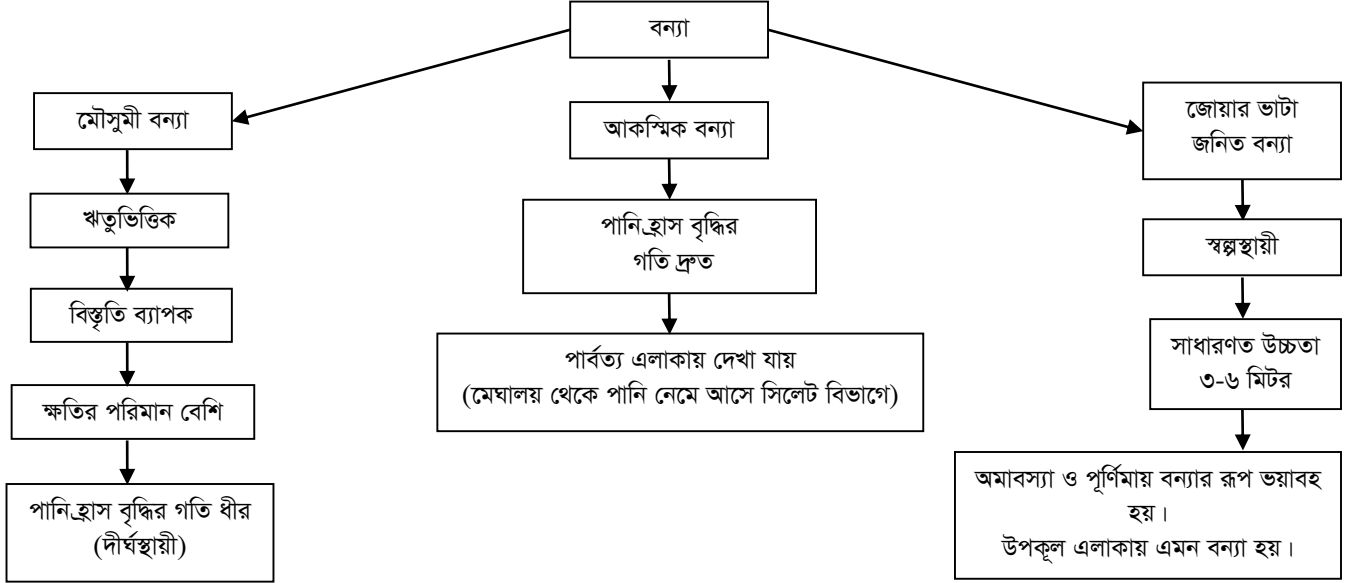 বন্যা
মৌসুমী বন্যা
ঋতুভিত্তিক
বিস্তৃতি ব্যাপক
ক্ষতির পরিমান বেশি
পানি হ্রাস বৃদ্ধির গতি ধীর
(দীর্ঘস্থায়ী)
আকস্মিক বন্যা
পানি হ্রাস বৃদ্ধির
গতি দ্রুত
পার্বত্য এলাকায় দেখা যায়
(মেঘালয় থেকে পানি নেমে আসে সিলেট বিভাগে)
জোয়ার ভাটা
জনিত বন্যা
স্বল্পস্থায়ী
সাধারণত উচ্চতা
৩-৬ মিটর
অমাবস্যা ও পূর্ণিমায় বন্যার রূপ ভয়াবহ
হয়।
উপকূল এলাকায় এমন বন্যা হয়।